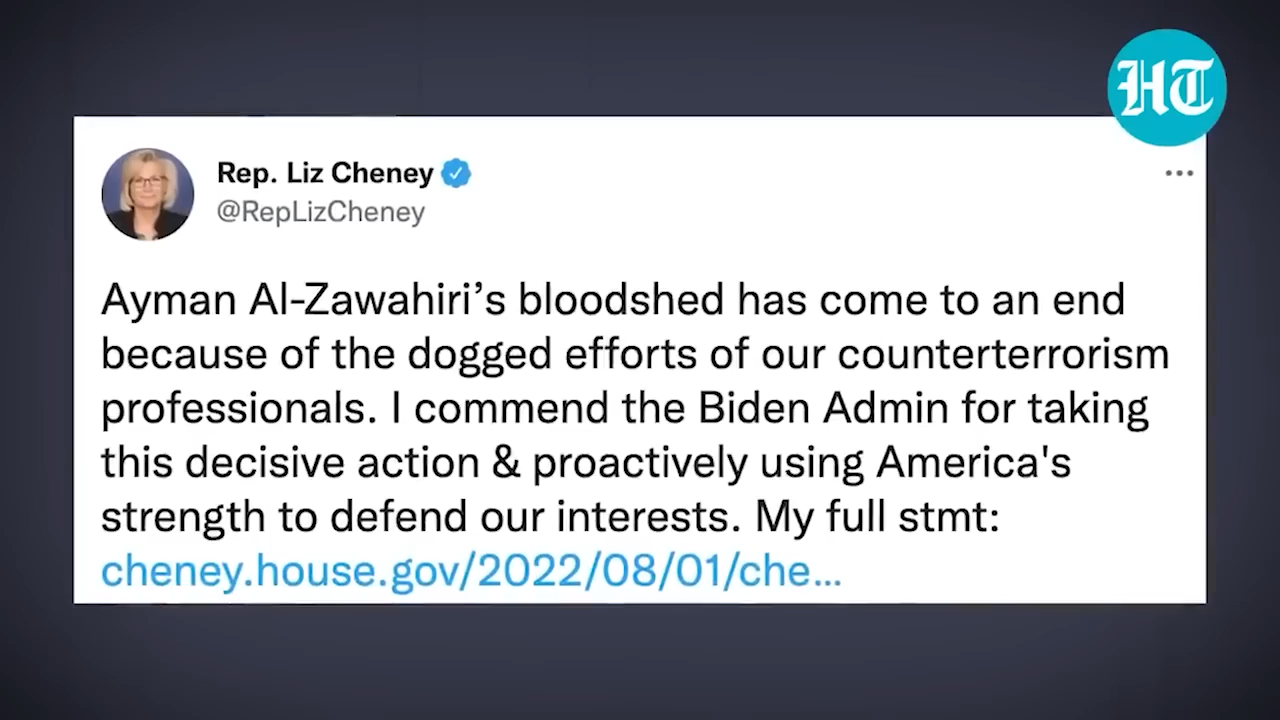 HT
Rep. Liz Cheney
@RepLizCheney
Ayman Al-Zawahiri’s bloodshed has come to an end
because of the dogged efforts of our counterterrorism
professionals. I commend the Biden Admin for taking
this decisive action & proactively using America's
strength to defend our interests. My full stmt:
cheney.house.gov/2022/08/01/che...